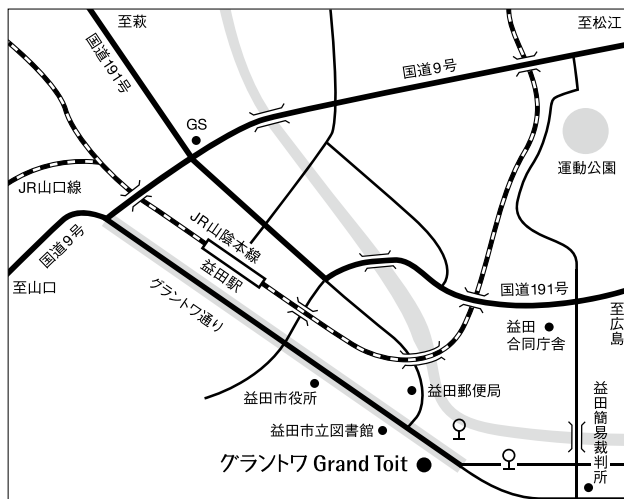 至萩
至松江
国道191号
国道9号
GS
運動公園
JR山口線
JR山陰本線
益田駅
国道9号
至山口
グラントワ通り
国道191号
至広島
益田
合同庁舎
益田市役所
益田郵便局
益田簡易裁判所
益田市立図書館
グラントワ Grand Toit